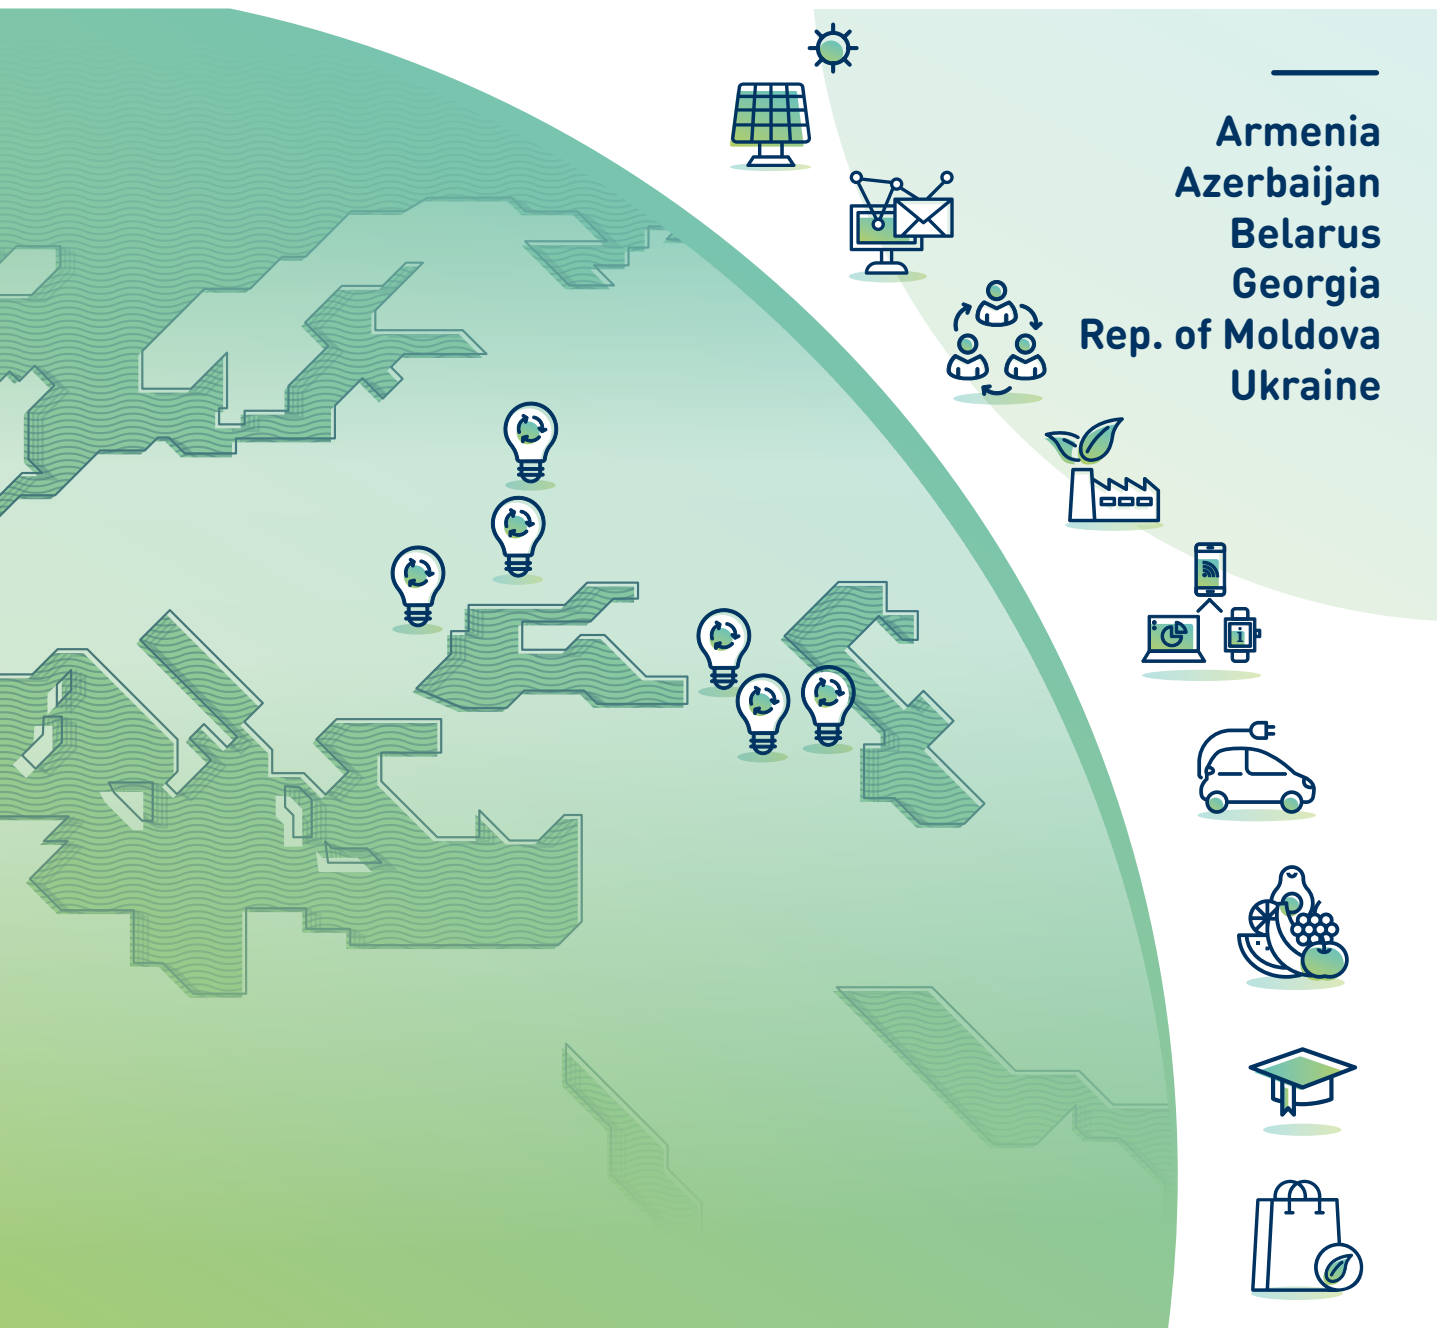 Armenia
Azerbaijan
Belarus
Georgia
Rep. of Moldova
Ukraine
i